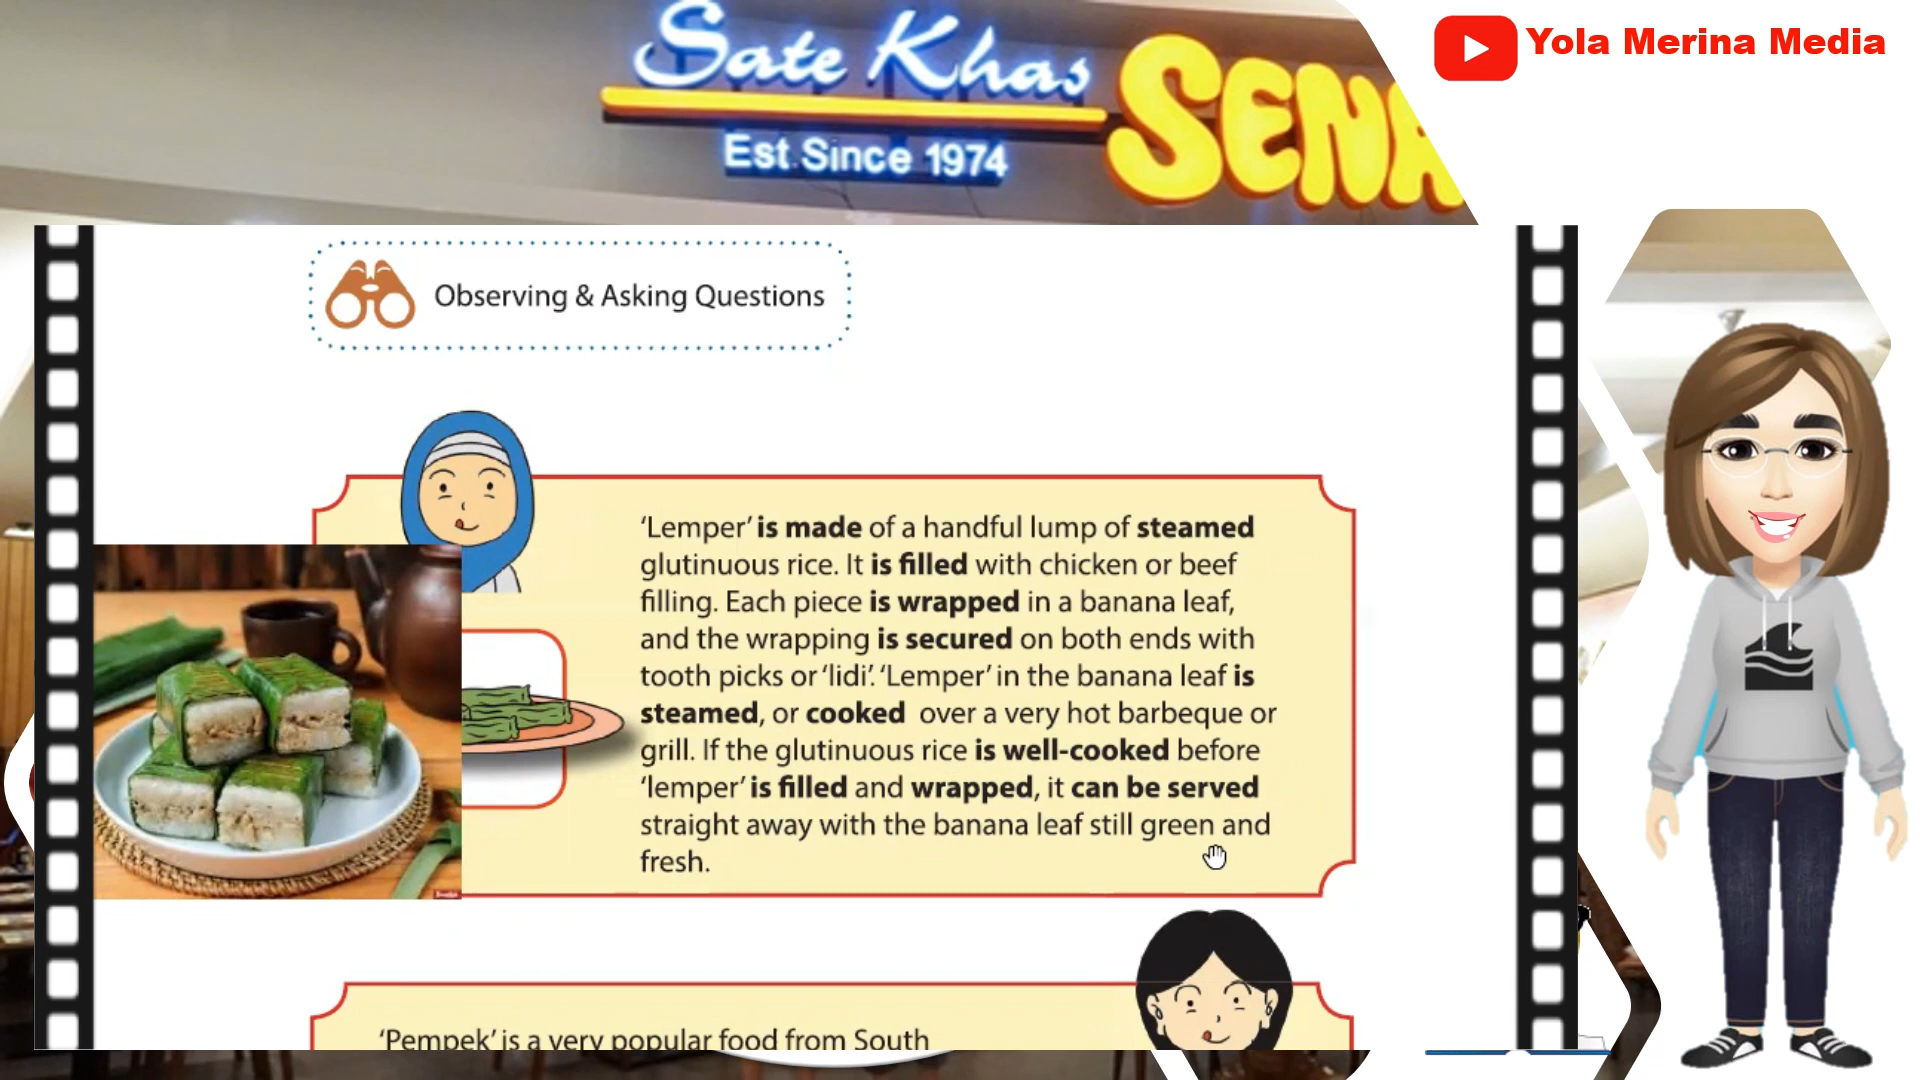 Sate Khas
SENA
Est Since 1974
Yola Merina Media
Observing & Asking Questions
‘Lemper’ is made of a handful lump of steamed
glutinuous rice. It is filled with chicken or beef
filling. Each piece is wrapped in a banana leaf,
and the wrapping is secured on both ends with
tooth picks or ‘lidi’. ‘Lemper’ in the banana leaf is
steamed, or cooked over a very hot barbeque or
grill. If the glutinuous rice is well-cooked before
‘lemper’ is filled and wrapped, it can be served
straight away with the banana leaf still green and
fresh.
‘Pempek’ is a very popular food from South